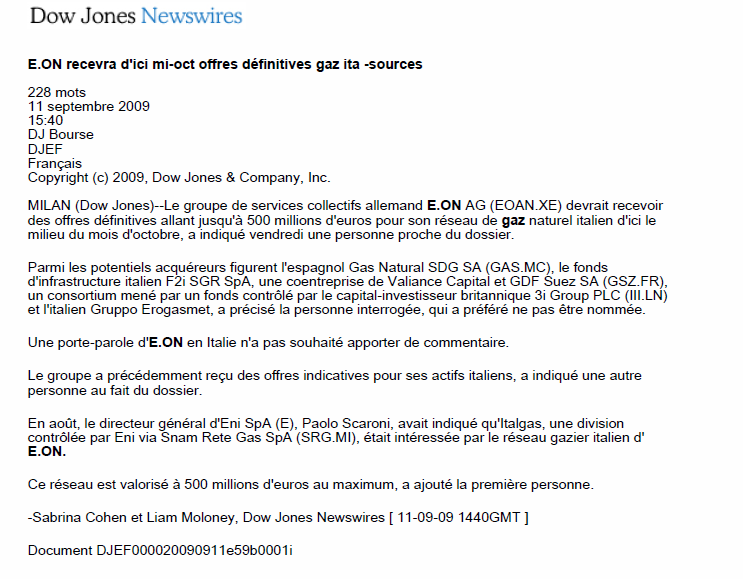 Dow Jones Newswires
E.ON recevra d'ici mi-oct offres définitives gaz ita -sources
228 mots
11 septembre 2009
15:40
DJ Bourse
DJEF
Français
Copyright (c) 2009, Dow Jones & Company, Inc.
MILAN (Dow Jones)--Le groupe de services collectifs allemand E.ON AG (EOAN.XE) devrait recevoir
des offres définitives allant jusqu'à 500 millions d'euros pour son réseau de gaz naturel italien d'ici le
milieu du mois d'octobre, a indiqué vendredi une personne proche du dossier.
Parmi les potentiels acquéreurs figurent l'espagnol Gas Natural SDG SA (GAS.MC), le fonds
d'infrastructure italien F2i SGR SpA, une coentreprise de Valiance Capital et GDF Suez SA (GSZ.FR),
un consortium mené par un fonds contrôlé par le capital-investisseur britannique 3i Group PLC (III.LN)
et l'italien Gruppo Erogasmet, a précisé la personne interrogée, qui a préféré ne pas être nommée.
Une porte-parole d'E.ON en Italie n'a pas souhaité apporter de commentaire.
Le groupe a précédemment reçu des offres indicatives pour ses actifs italiens, a indiqué une autre
personne au fait du dossier.
En août, le directeur général d'Eni SpA (E), Paolo Scaroni, avait indiqué qu'Italgas, une division
contrôlée par Eni via Snam Rete Gas SpA (SRG.MI), était intéressée par le réseau gazier italien d'
E.ON.
Ce réseau est valorisé à 500 millions d'euros au maximum, a ajouté la première personne.
-Sabrina Cohen et Liam Moloney, Dow Jones Newswires [ 11-09-09 1440GMT ]
Document DJEF000020090911e59b0001i